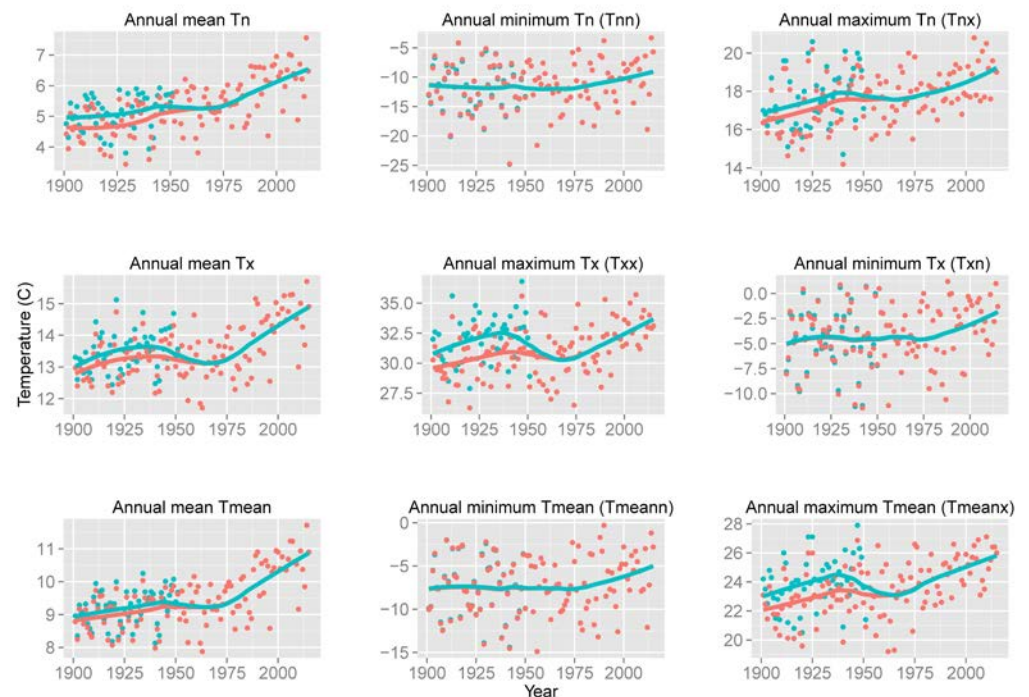 Annual mean Tn
Annual minimum Tn (Tnn)
Annual maximum Tn (Tnx)
7
6
5
4
1900 1925 1950 1975 2000
−5
−10
−15
−20
−25
1900 1925 1950 1975 2000
20
18
16
14
1900 1925 1950 1975 2000
Temperature (C)
Annual mean Tx
Annual maximum Tx (Txx)
Annual minimum Tx (Txn)
15
14
13
12
1900 1925 1950 1975 2000
35.0
32.5
30.0
27.5
1900 1925 1950 1975 2000
0.0
−2.5
−5.0
−7.5
−10.0
1900 1925 1950 1975 2000
Annual mean Tmean
Annual minimum Tmean (Tmeann)
Annual maximum Tmean (Tmeanx)
11
10
9
8
1900 1925 1950 1975 2000
0
−5
−10
−15
1900 1925 1950 1975 2000
28
26
24
22
20
1900 1925 1950 1975 2000
Year